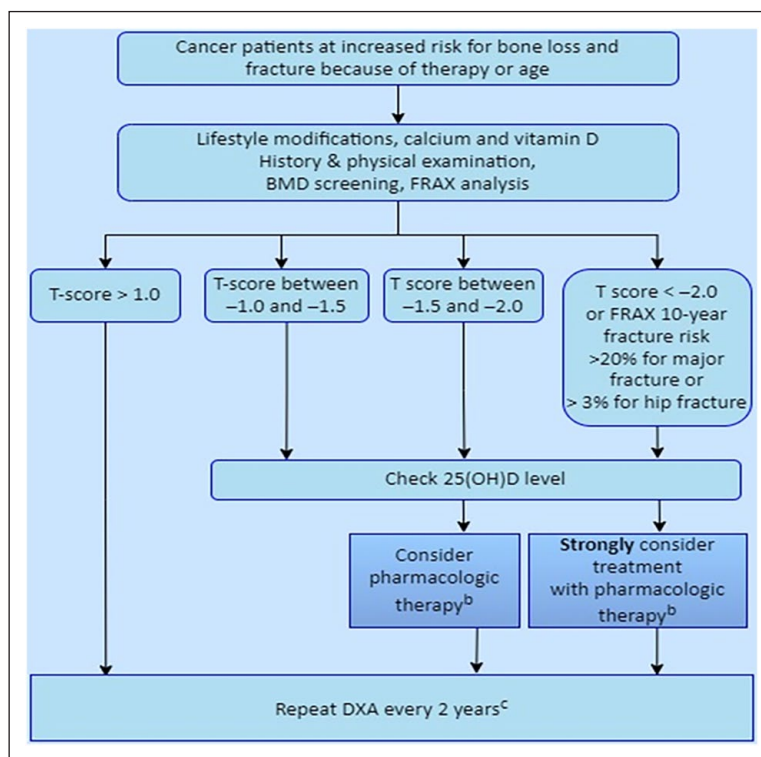 Cancer patients at increased risk for bone loss and
fracture because of therapy or age
Lifestyle modifications, calcium and vitamin D
History & physical examination,
BMD screening, FRAX analysis
T-score > 1.0
T-score between
–1.0 and –1.5
T score between
–1.5 and –2.0
T score < –2.0
or FRAX 10-year
fracture risk
>20% for major
fracture or
> 3% for hip fracture
Check 25(OH)D level
Consider
pharmacologic
therapyᵇ
Strongly consider
treatment
with pharmacologic
therapyᵇ
Repeat DXA every 2 yearsᶜ